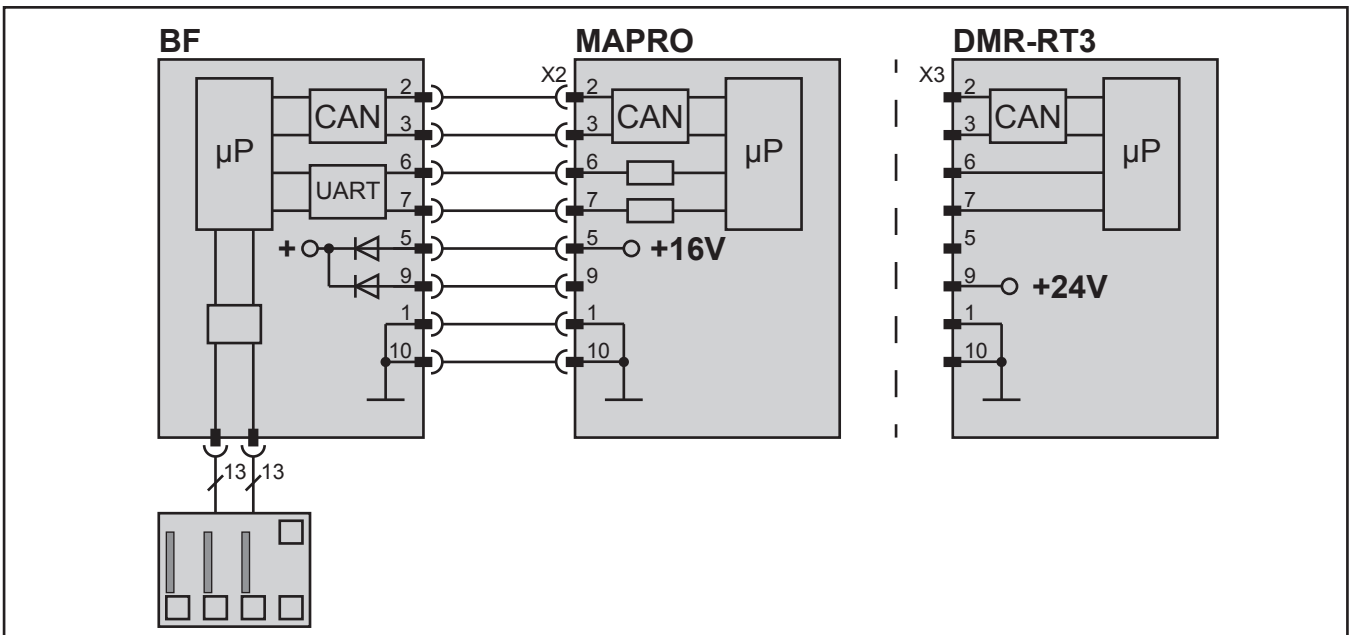 BF MAPRO DMR-RT3
X2 X3
2 2 2
CAN CAN CAN
3 3 3
µP µP µP
6 6 6
UART
7 7 7
+ 5 5 +16V 5
9 9 9 +24V
1 1 1
10 10 10
13 13